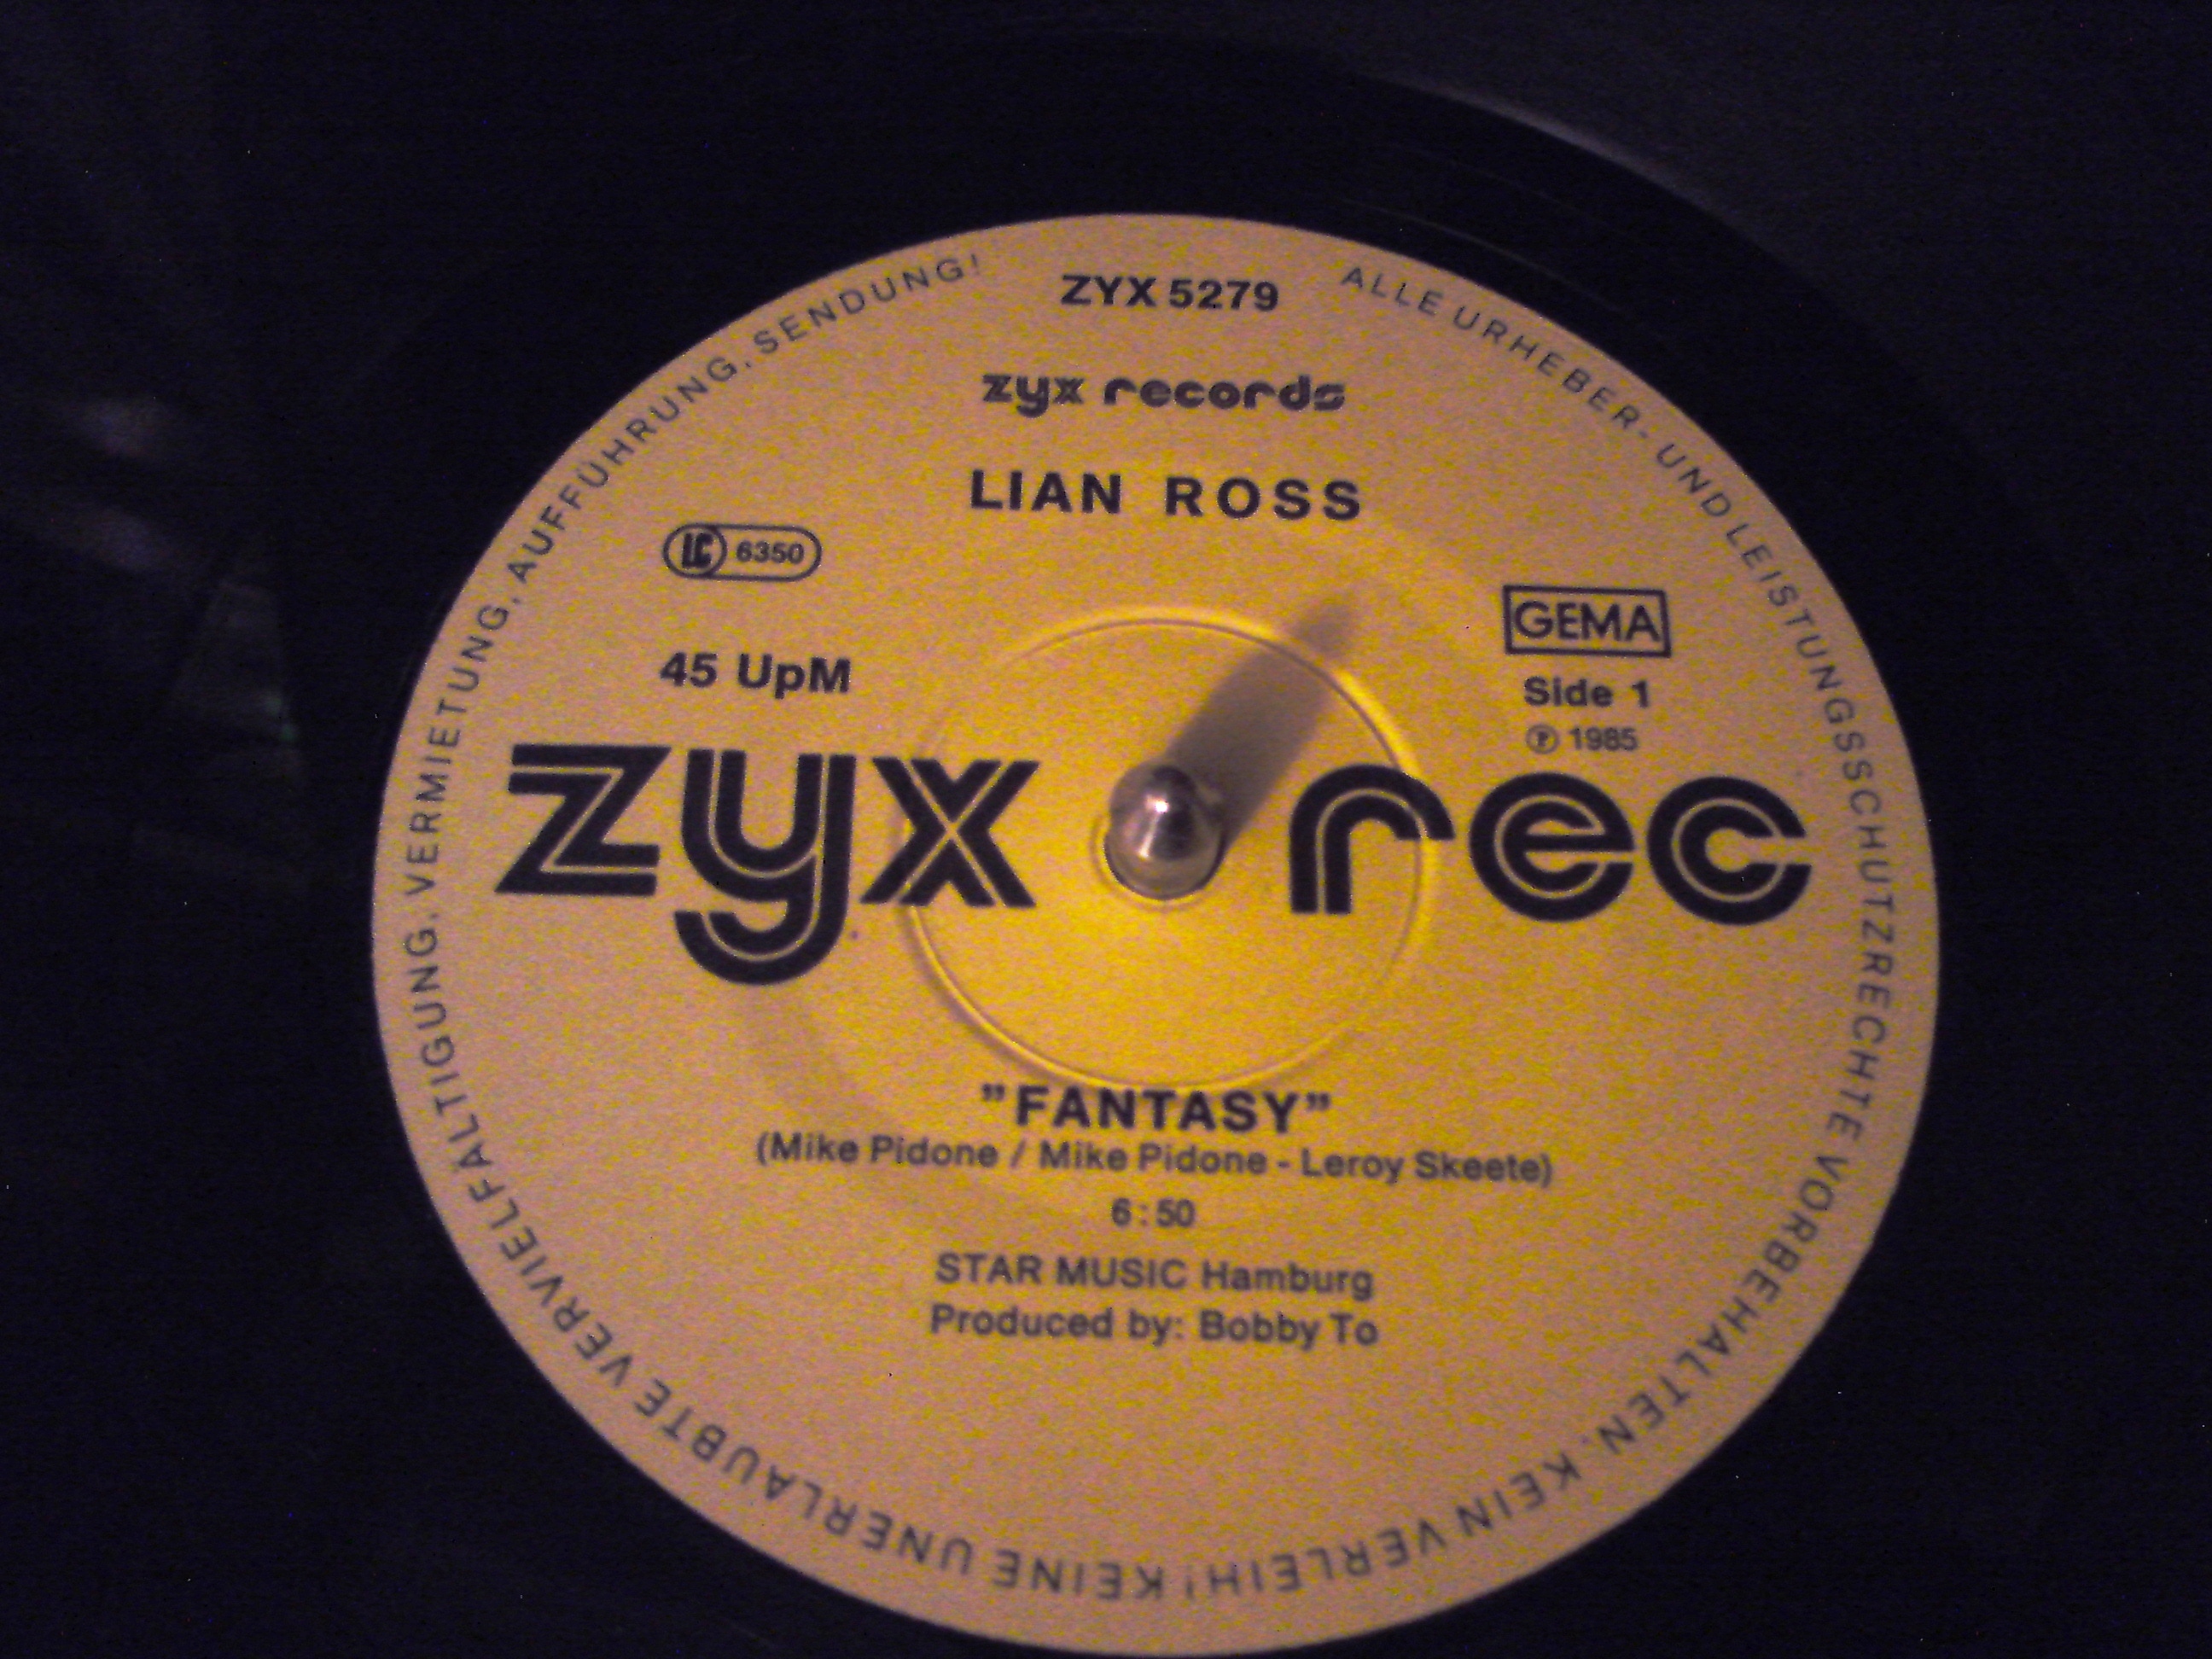 ZYX 5279
zyx records
LIAN ROSS
LC 6350
GEMA
45 UpM
Side 1
Ⓟ 1985
zyx rec
"FANTASY"
(Mike Pidone / Mike Pidone - Leroy Skeete)
6:50
STAR MUSIC Hamburg
Produced by: Bobby To
ALLE URHEBER- UND LEISTUNGSSCHUTZRECHTE VORBEHALTEN. KEIN VERLEIH! KEINE UNERLAUBTE VERVIELFÄLTIGUNG, VERMIETUNG, AUFFÜHRUNG, SENDUNG!